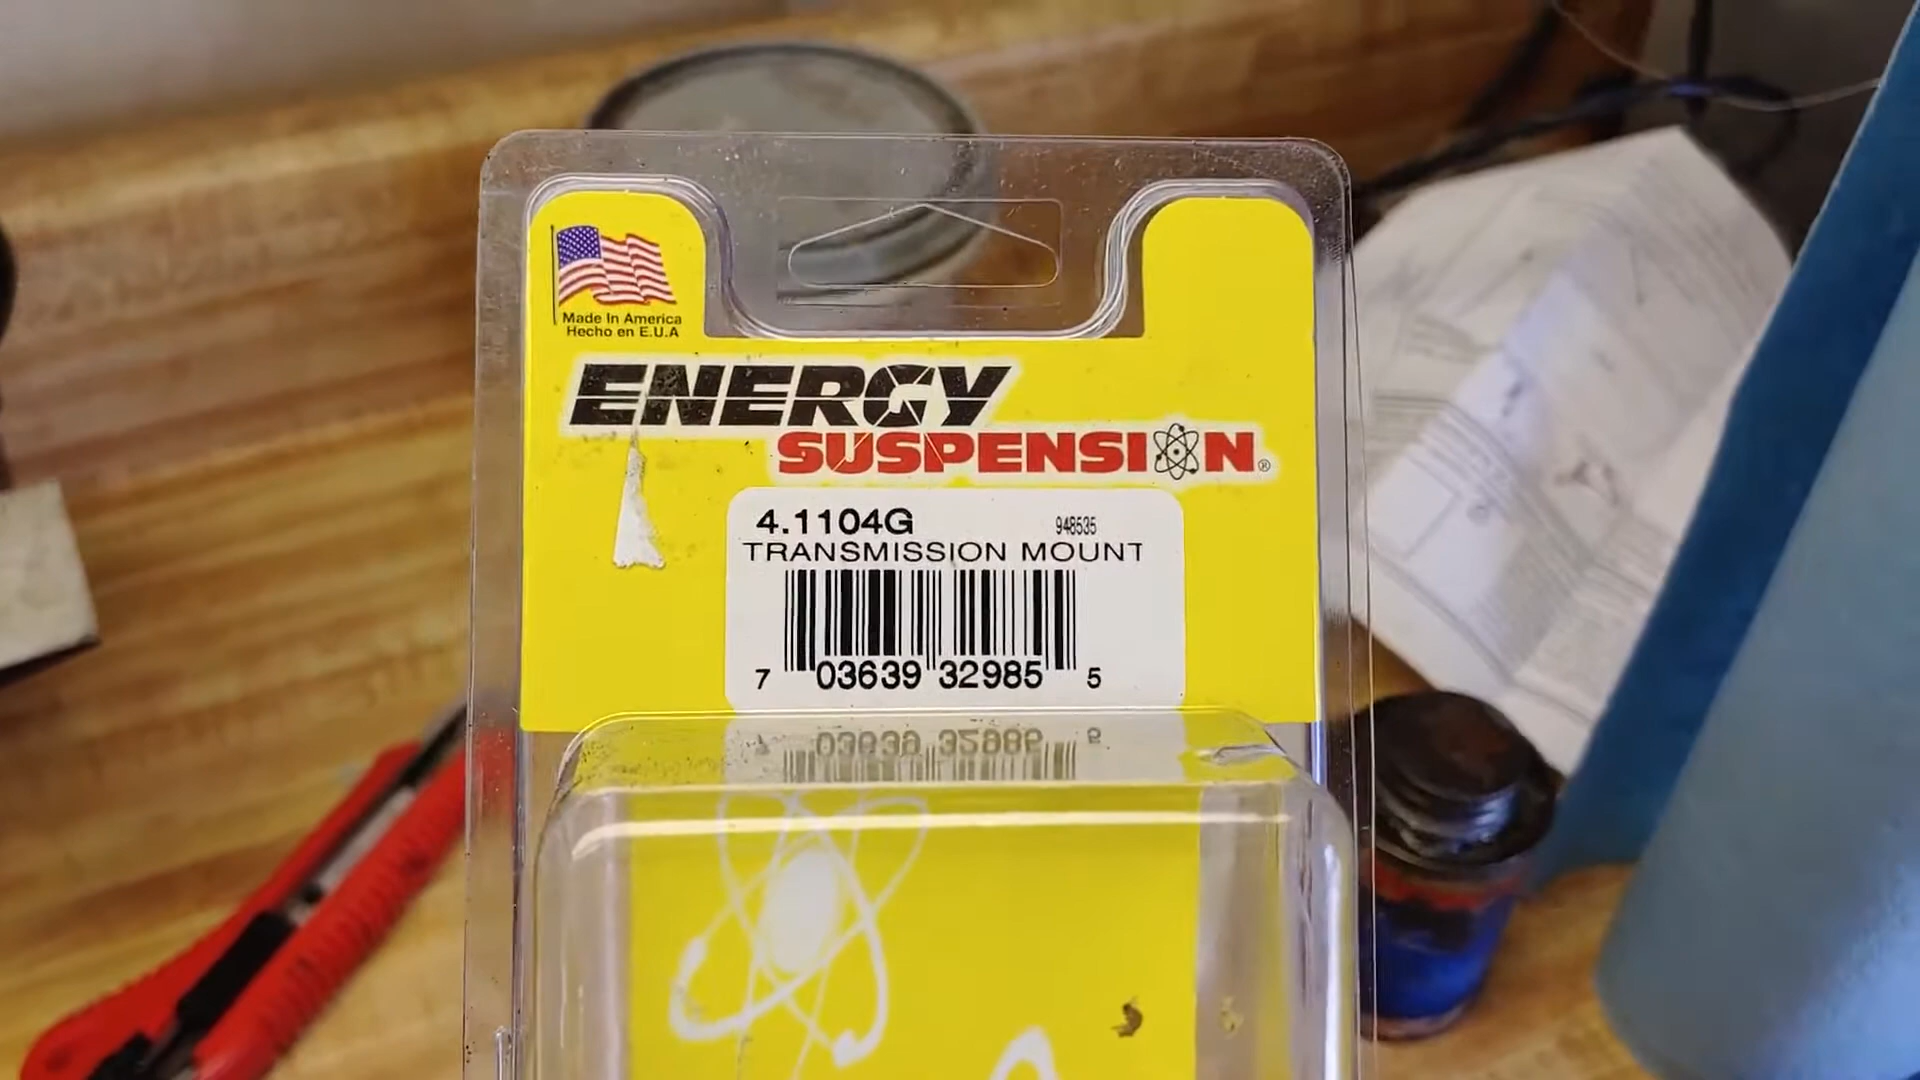 Made In America
Hecho en E.U.A
ENERGY
SUSPENSION®
4.1104G 948535
TRANSMISSION MOUNT
7 03639 32985 5